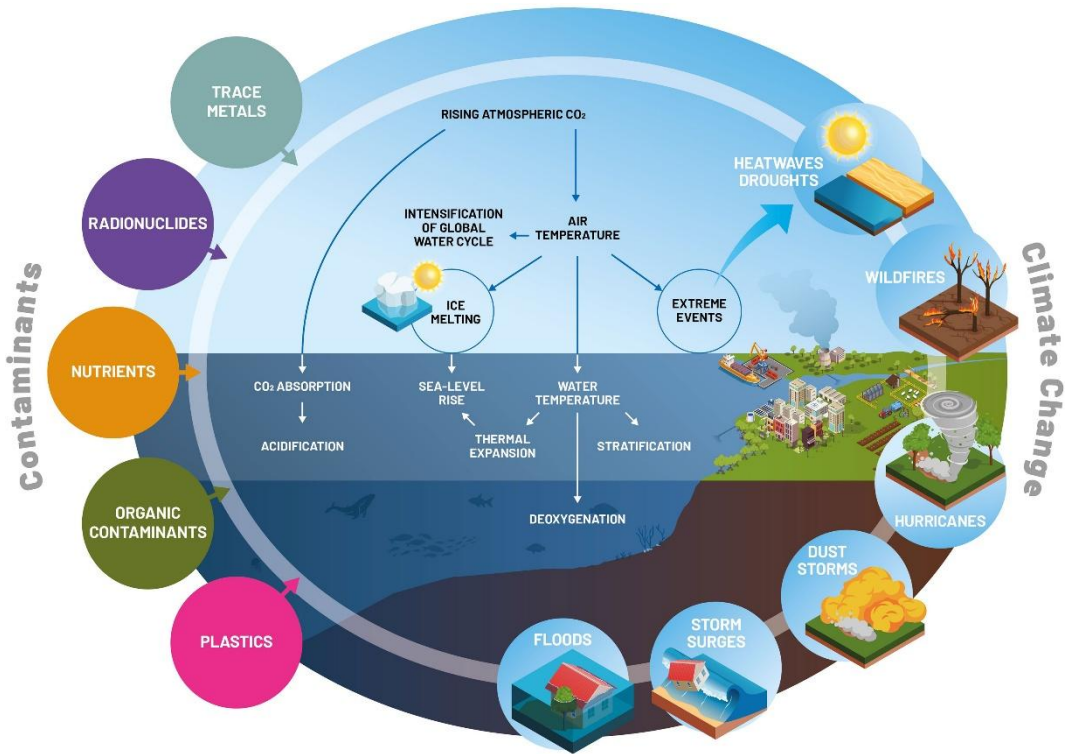 Contaminants
TRACE
METALS
RADIONUCLIDES
NUTRIENTS
ORGANIC
CONTAMINANTS
PLASTICS
RISING ATMOSPHERIC CO₂
INTENSIFICATION
OF GLOBAL
WATER CYCLE
AIR
TEMPERATURE
ICE
MELTING
EXTREME
EVENTS
CO₂ ABSORPTION
ACIDIFICATION
SEA-LEVEL
RISE
WATER
TEMPERATURE
THERMAL
EXPANSION
STRATIFICATION
DEOXYGENATION
HEATWAVES
DROUGHTS
WILDFIRES
HURRICANES
DUST
STORMS
STORM
SURGES
FLOODS
Climate Change